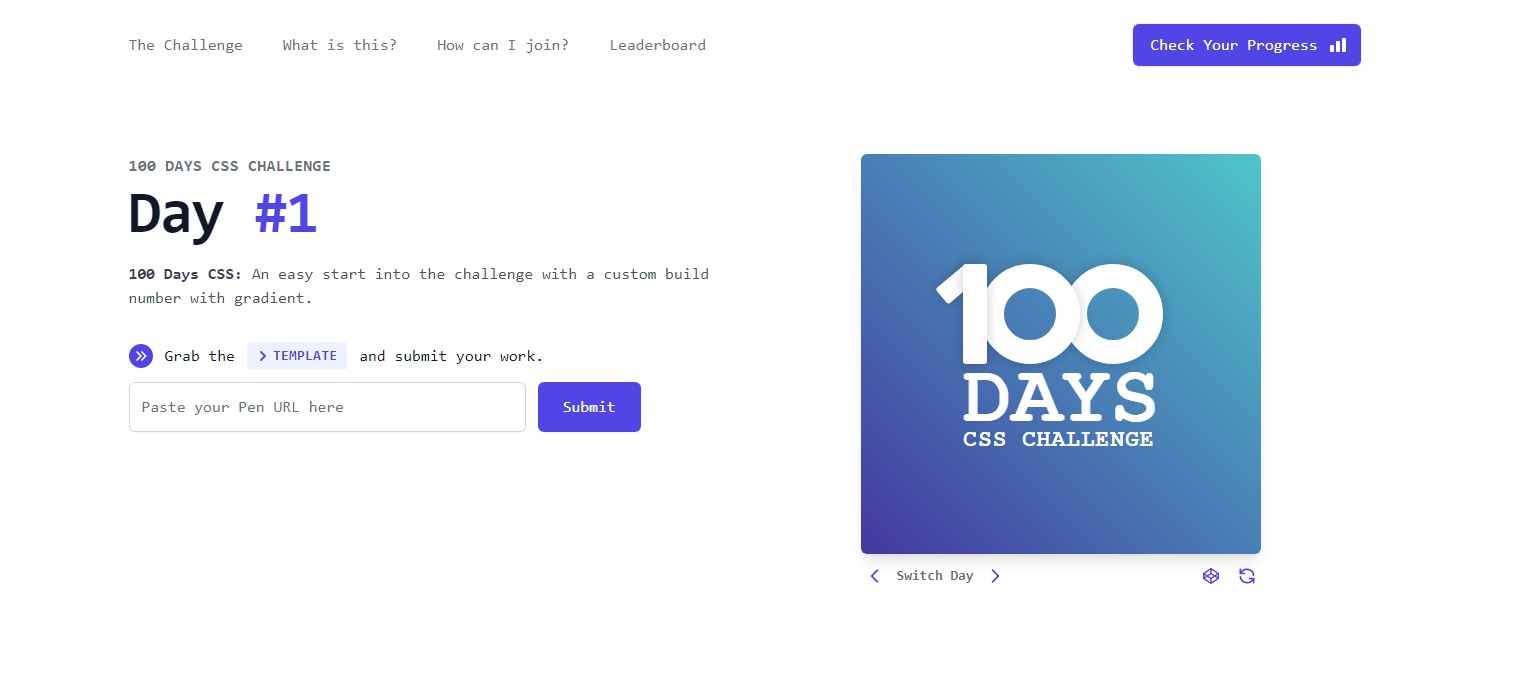 The Challenge What is this? How can I join? Leaderboard Check Your Progress
100 DAYS CSS CHALLENGE
Day #1
100 Days CSS: An easy start into the challenge with a custom build
number with gradient.
Grab the TEMPLATE and submit your work.
Paste your Pen URL here Submit
100
DAYS
CSS CHALLENGE
Switch Day